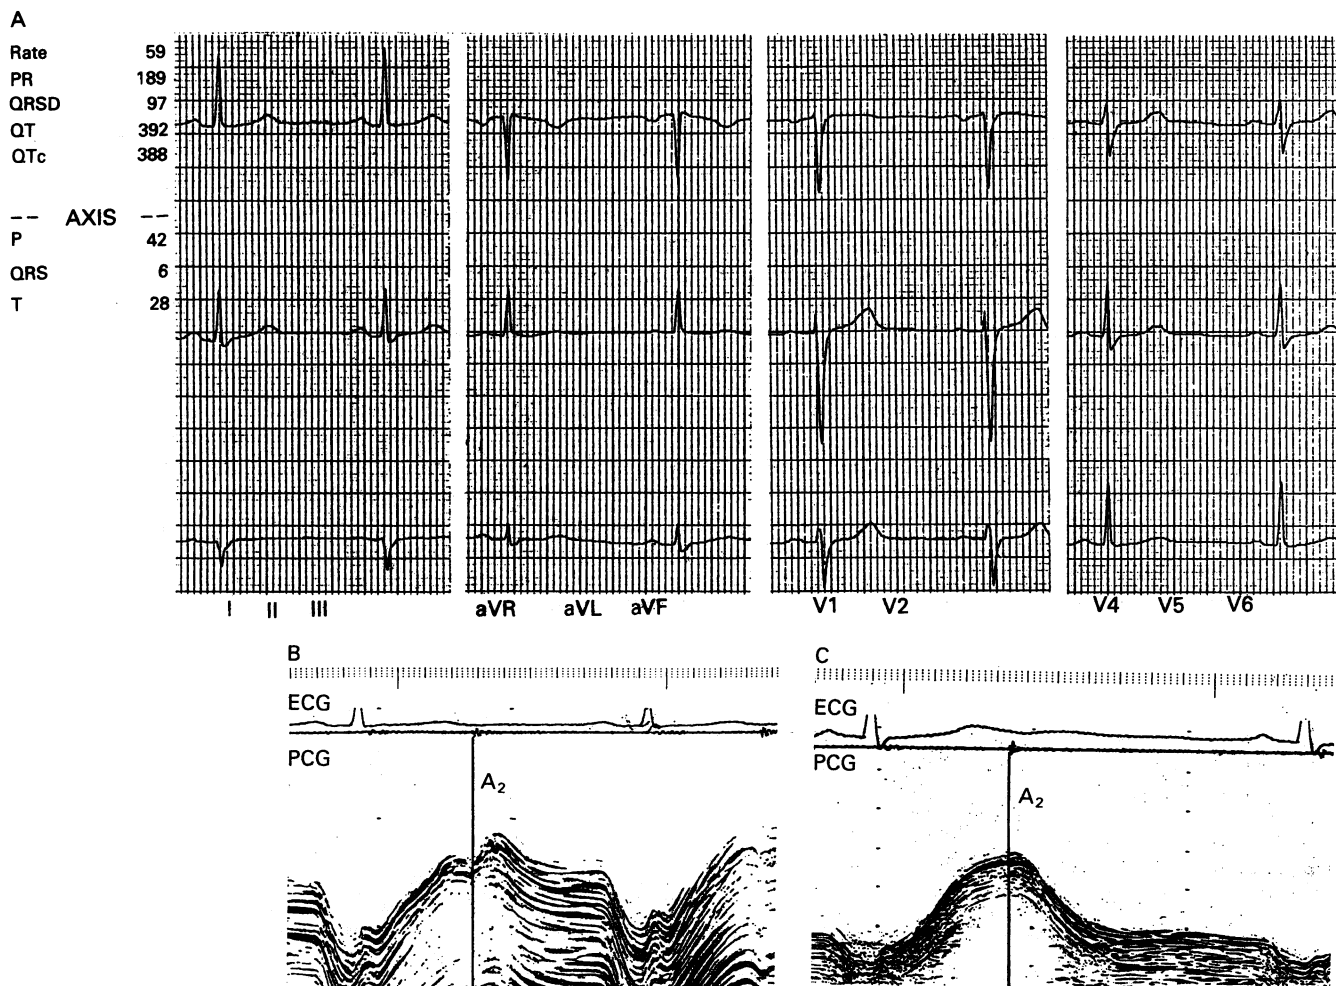 A
Rate 59
PR 189
QRSD 97
QT 392
QTc 388
-- AXIS --
P 42
QRS 6
T 28
I II III aVR aVL aVF V1 V2 V4 V5 V6
B
ECG
PCG
A2
C
ECG
PCG
A2